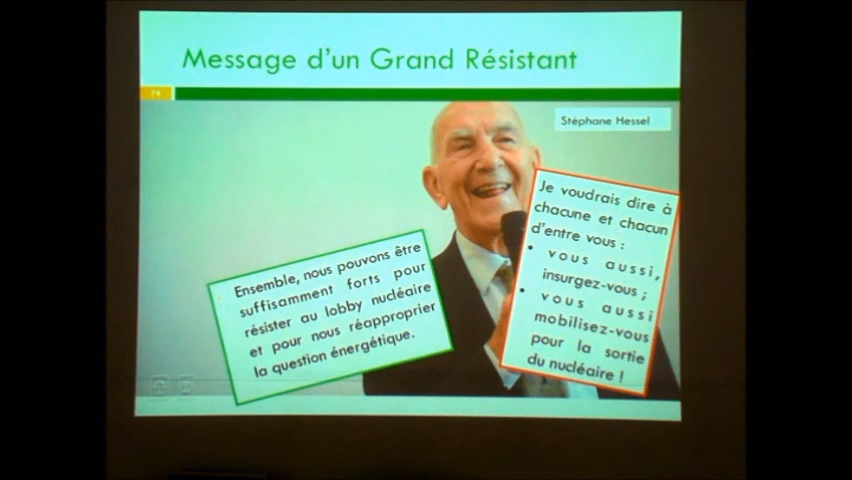 Message d'un Grand Résistant
74
Stéphane Hessel
Ensemble, nous pouvons être
suffisamment forts pour
résister au lobby nucléaire
et pour nous réapproprier
la question énergétique.
Je voudrais dire à
chacune et chacun
d'entre vous :
• vous aussi,
insurgez-vous ;
• vous aussi
mobilisez-vous
pour la sortie
du nucléaire !